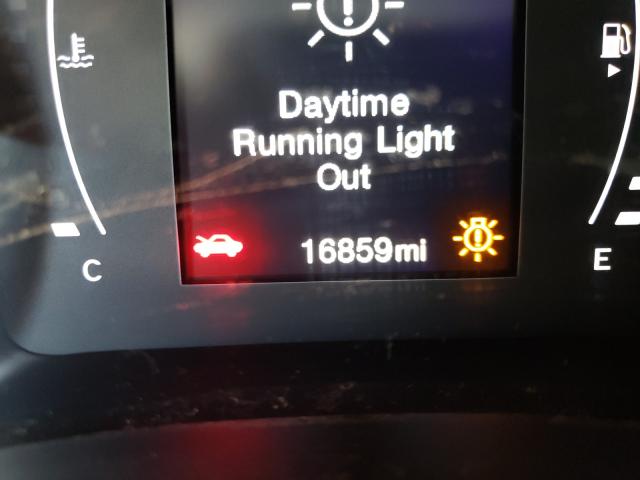 Daytime
Running Light
Out
16859mi
C
E